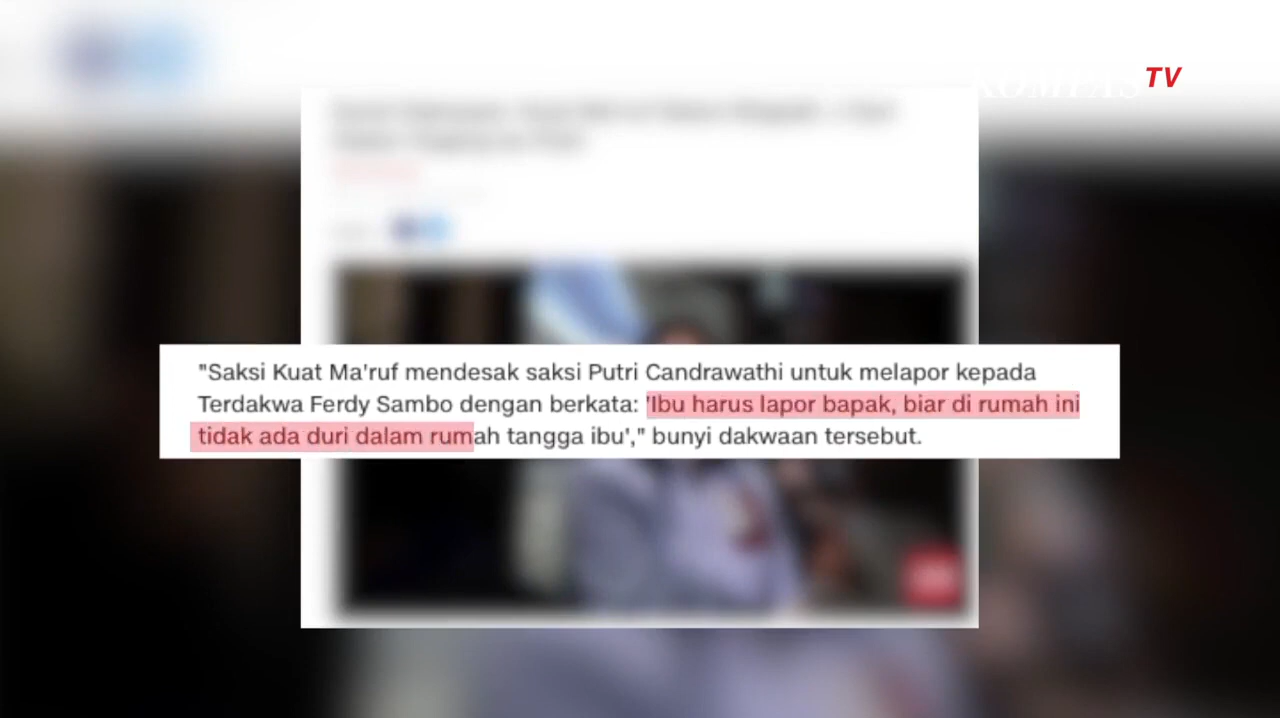 KOMPAS TV
"Saksi Kuat Ma'ruf mendesak saksi Putri Candrawathi untuk melapor kepada
Terdakwa Ferdy Sambo dengan berkata: 'Ibu harus lapor bapak, biar di rumah ini
tidak ada duri dalam rumah tangga ibu'," bunyi dakwaan tersebut.